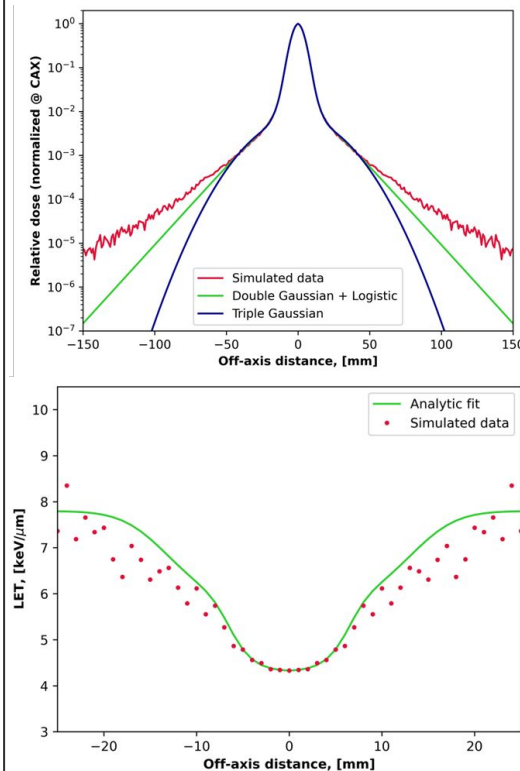 Relative dose (normalized @ CAX)
10⁰
10⁻¹
10⁻²
10⁻³
10⁻⁴
10⁻⁵
10⁻⁶
10⁻⁷
Simulated data
Double Gaussian + Logistic
Triple Gaussian
−150 −100 −50 0 50 100 150
Off-axis distance, [mm]
LET, [keV/μm]
10
9
8
7
6
5
4
3
Analytic fit
Simulated data
−20 −10 0 10 20
Off-axis distance, [mm]